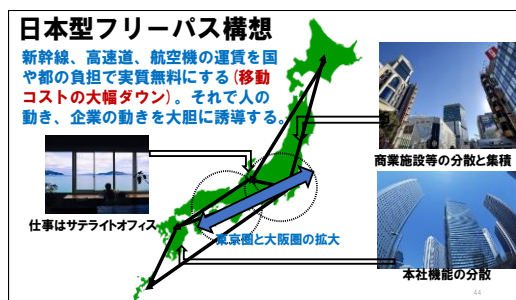 日本型フリーパス構想
新幹線、高速道、航空機の運賃を国
や都の負担で実質無料にする(移動
コストの大幅ダウン)。それで人の
動き、企業の動きを大胆に誘導する。
商業施設等の分散と集積
仕事はサテライトオフィス
東京圏と大阪圏の拡大
本社機能の分散
44